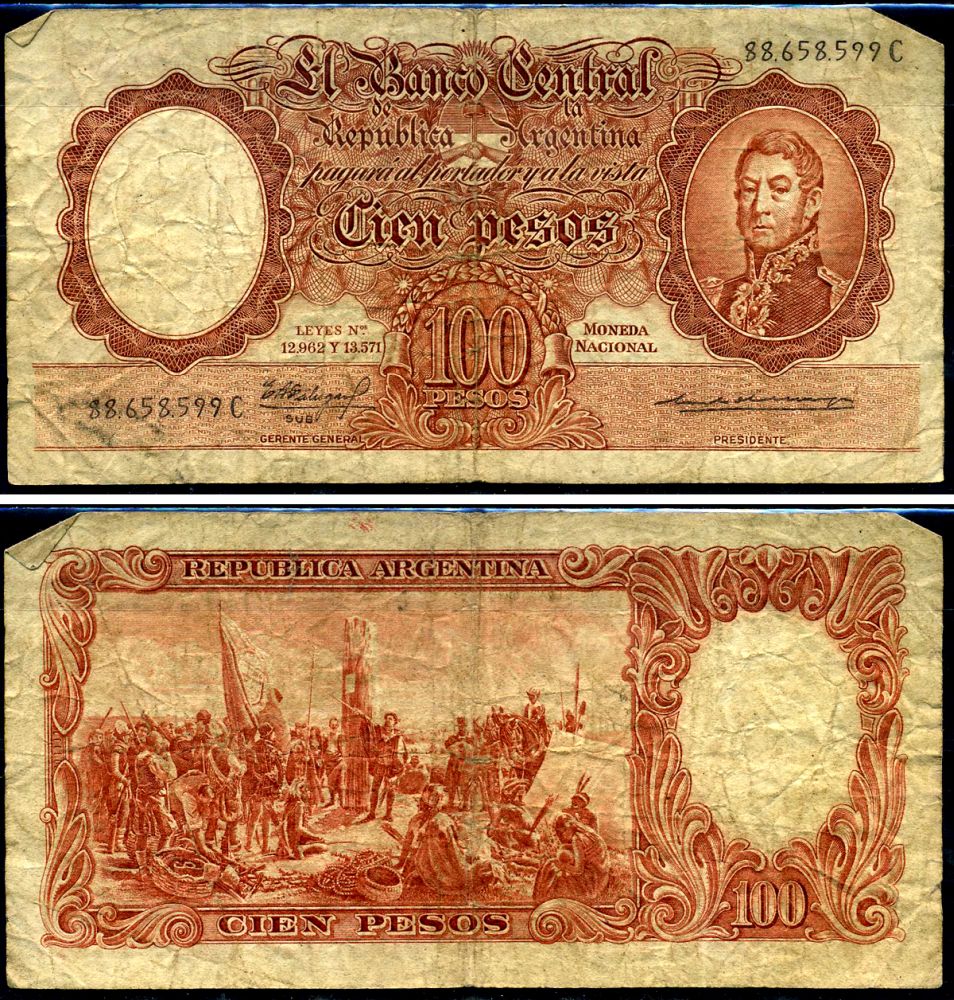 88.658.599 C
El Banco Central
de la
República Argentina
pagará al portador y a la vista
Cien pesos
LEYES Nos.
12.962 Y 13.571
100
PESOS
MONEDA
NACIONAL
88.658.599 C
SUB
GERENTE GENERAL
PRESIDENTE
REPUBLICA ARGENTINA
CIEN PESOS
100